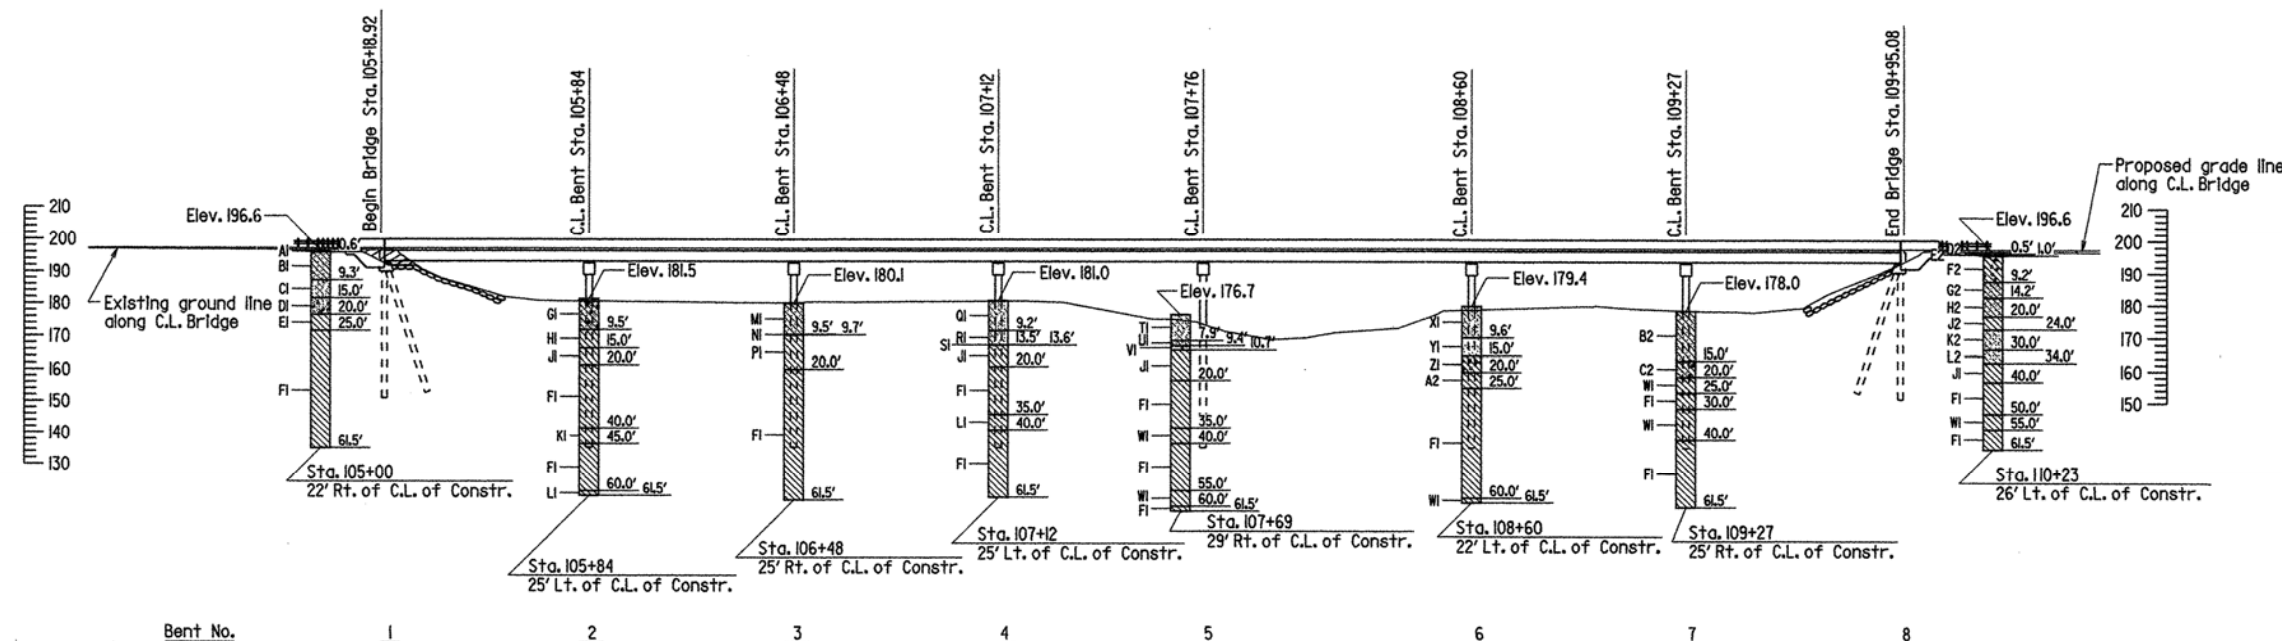 Begin Bridge Sta. 105+18.92
C.L. Bent Sta. 105+84
C.L. Bent Sta. 106+48
C.L. Bent Sta. 107+12
C.L. Bent Sta. 107+76
C.L. Bent Sta. 108+60
C.L. Bent Sta. 109+27
End Bridge Sta. 109+95.08
Proposed grade line
along C.L. Bridge
210
200
190
180
170
160
150
140
130
Existing ground line
along C.L. Bridge
Elev. 196.6
A1
0.6'
B1
9.3'
C1
15.0'
D1
20.0'
E1
25.0'
F1
61.5'
Sta. 105+00
22' Rt. of C.L. of Constr.
Elev. 181.5
G1
9.5'
H1
15.0'
J1
20.0'
F1
40.0'
K1
45.0'
F1
60.0'
L1
61.5'
Sta. 105+84
25' Lt. of C.L. of Constr.
Elev. 180.1
M1
9.5' 9.7'
N1
P1
20.0'
F1
61.5'
Sta. 106+48
25' Rt. of C.L. of Constr.
Elev. 181.0
Q1
9.2'
R1
13.5' 13.6'
S1
J1
20.0'
F1
35.0'
L1
40.0'
F1
61.5'
Sta. 107+12
25' Lt. of C.L. of Constr.
Elev. 176.7
T1
7.9'
U1
9.4'
V1
10.7'
J1
20.0'
F1
35.0'
W1
40.0'
F1
55.0'
W1
60.0'
F1
61.5'
Sta. 107+69
29' Rt. of C.L. of Constr.
Elev. 179.4
X1
9.6'
Y1
15.0'
Z1
20.0'
A2
25.0'
F1
60.0'
W1
61.5'
Sta. 108+60
22' Lt. of C.L. of Constr.
Elev. 178.0
B2
15.0'
C2
20.0'
W1
25.0'
F1
30.0'
W1
40.0'
F1
61.5'
Sta. 109+27
25' Rt. of C.L. of Constr.
Elev. 196.6
D2
0.5' 1.0'
E2
F2
9.2'
G2
14.2'
H2
20.0'
J2
24.0'
K2
30.0'
L2
34.0'
J1
40.0'
F1
50.0'
W1
55.0'
F1
61.5'
Sta. 110+23
26' Lt. of C.L. of Constr.
210
200
190
180
170
160
150
Bent No. 1 2 3 4 5 6 7 8